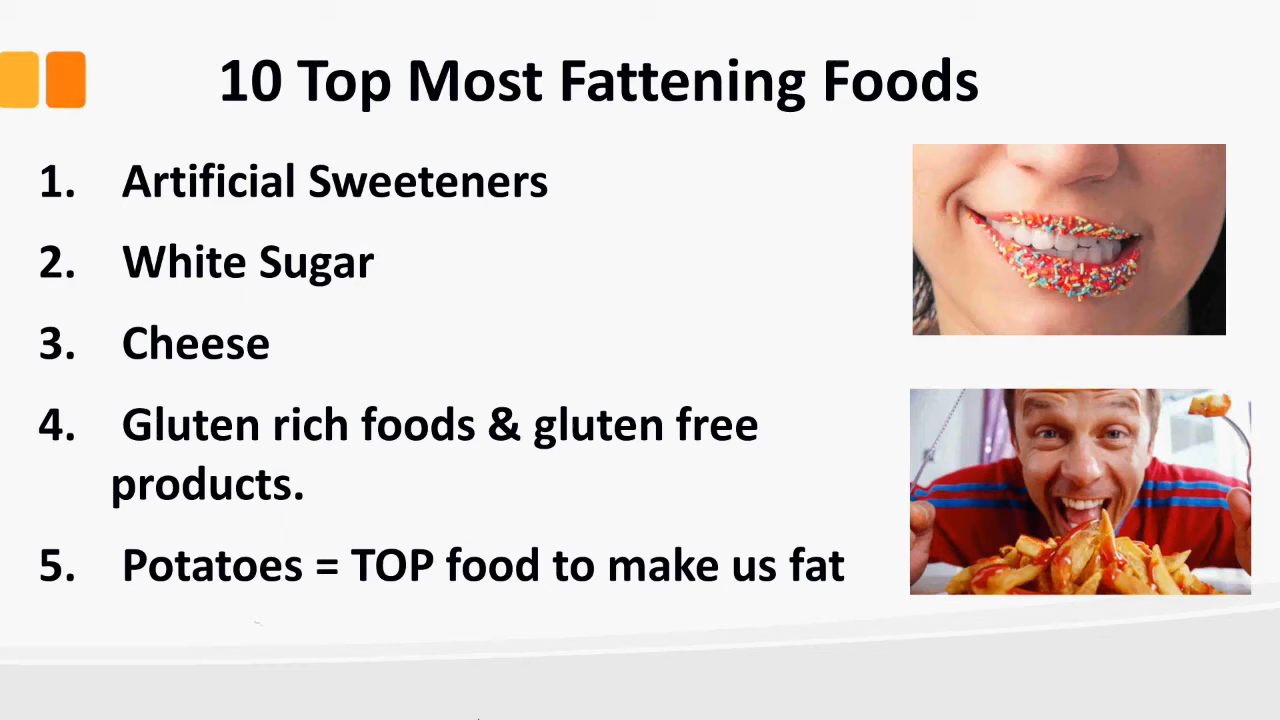 10 Top Most Fattening Foods
1. Artificial Sweeteners
2. White Sugar
3. Cheese
4. Gluten rich foods & gluten free
products.
5. Potatoes = TOP food to make us fat